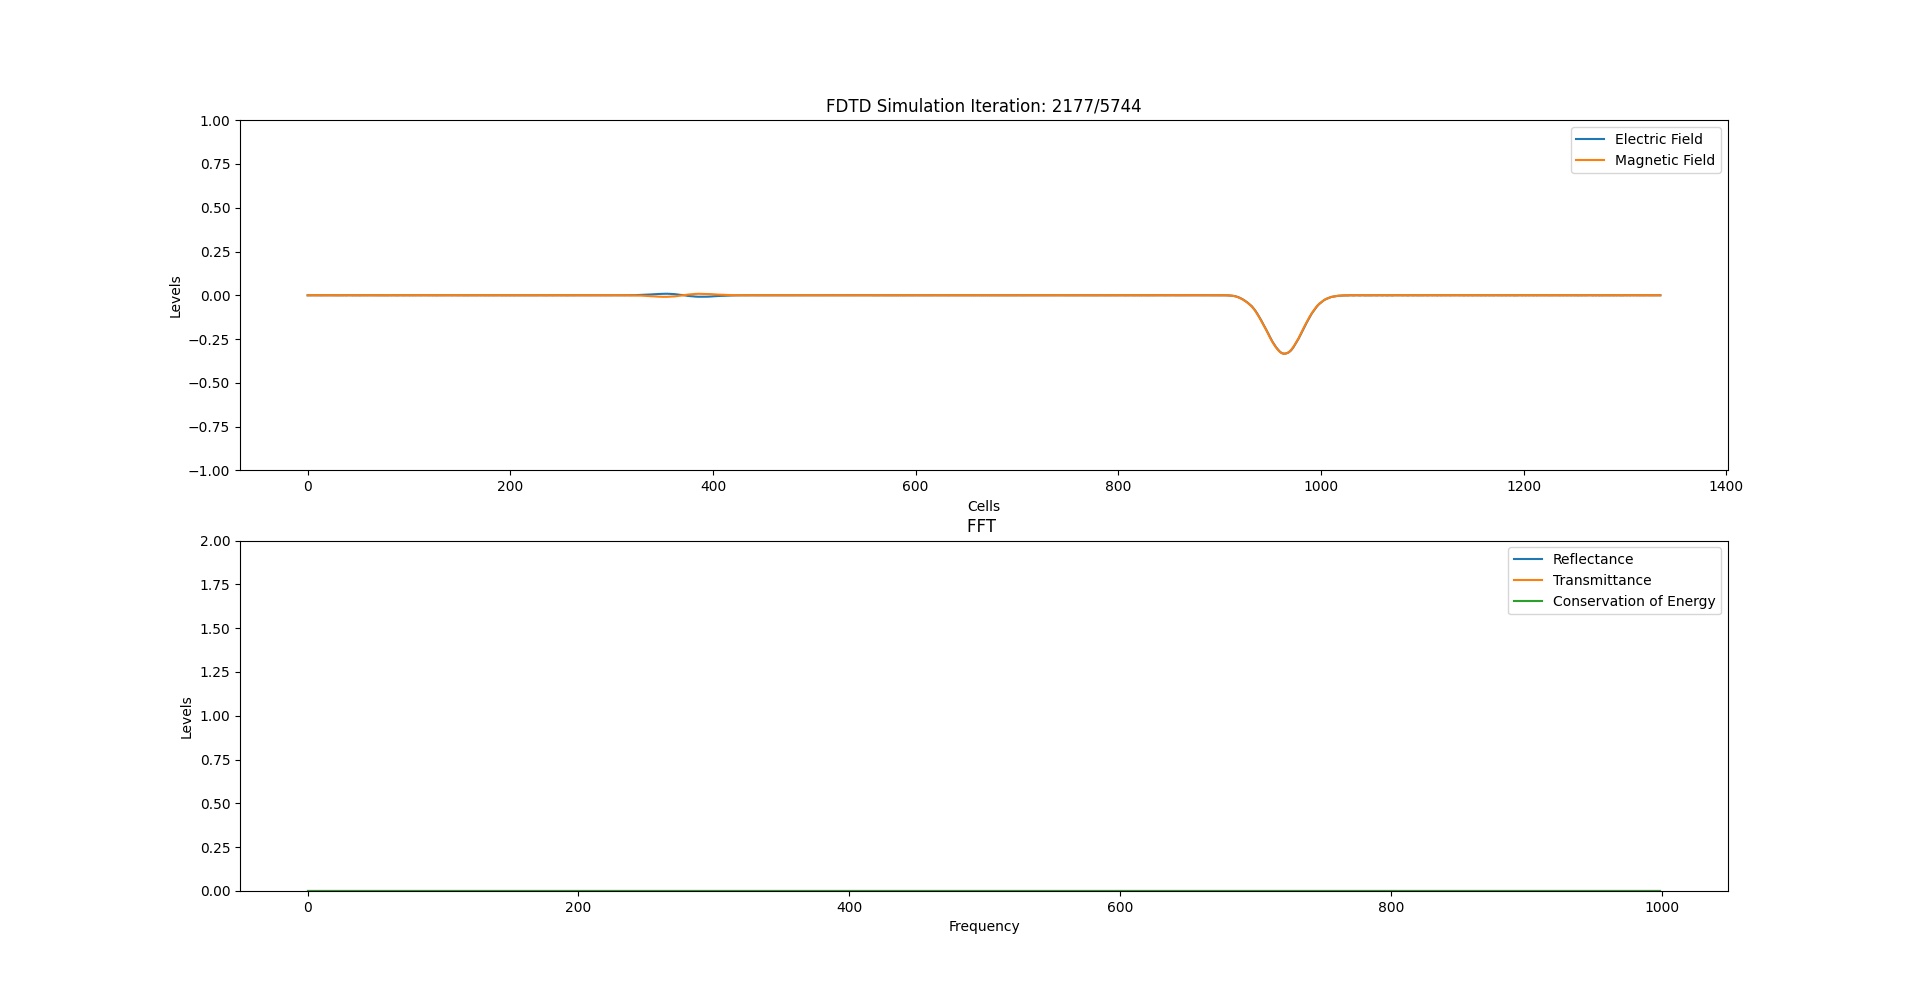 FDTD Simulation Iteration: 2177/5744
1.00
0.75
0.50
0.25
0.00
−0.25
−0.50
−0.75
−1.00
Levels
Electric Field
Magnetic Field
0 200 400 600 800 1000 1200 1400
Cells
FFT
2.00
1.75
1.50
1.25
1.00
0.75
0.50
0.25
0.00
Levels
Reflectance
Transmittance
Conservation of Energy
0 200 400 600 800 1000
Frequency